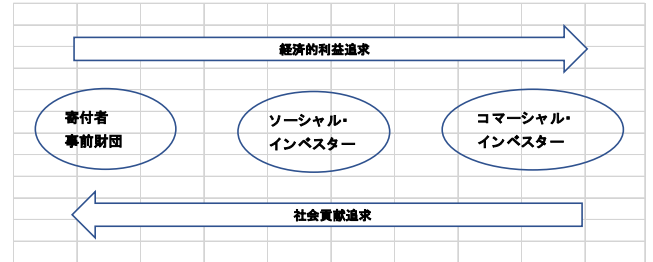 経済的利益追求
寄付者
事前財団
ソーシャル・
インベスター
コマーシャル・
インベスター
社会貢献追求